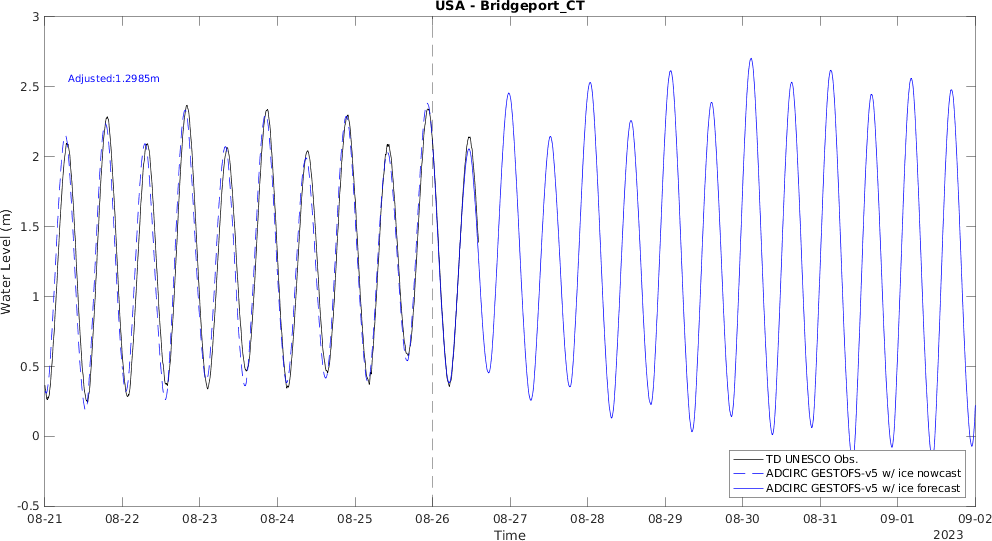 USA - Bridgeport_CT
3
2.5
2
1.5
1
0.5
0
-0.5
Water Level (m)
Adjusted:1.2985m
TD UNESCO Obs.
ADCIRC GESTOFS-v5 w/ ice nowcast
ADCIRC GESTOFS-v5 w/ ice forecast
08-21 08-22 08-23 08-24 08-25 08-26 08-27 08-28 08-29 08-30 08-31 09-01 09-02
Time
2023